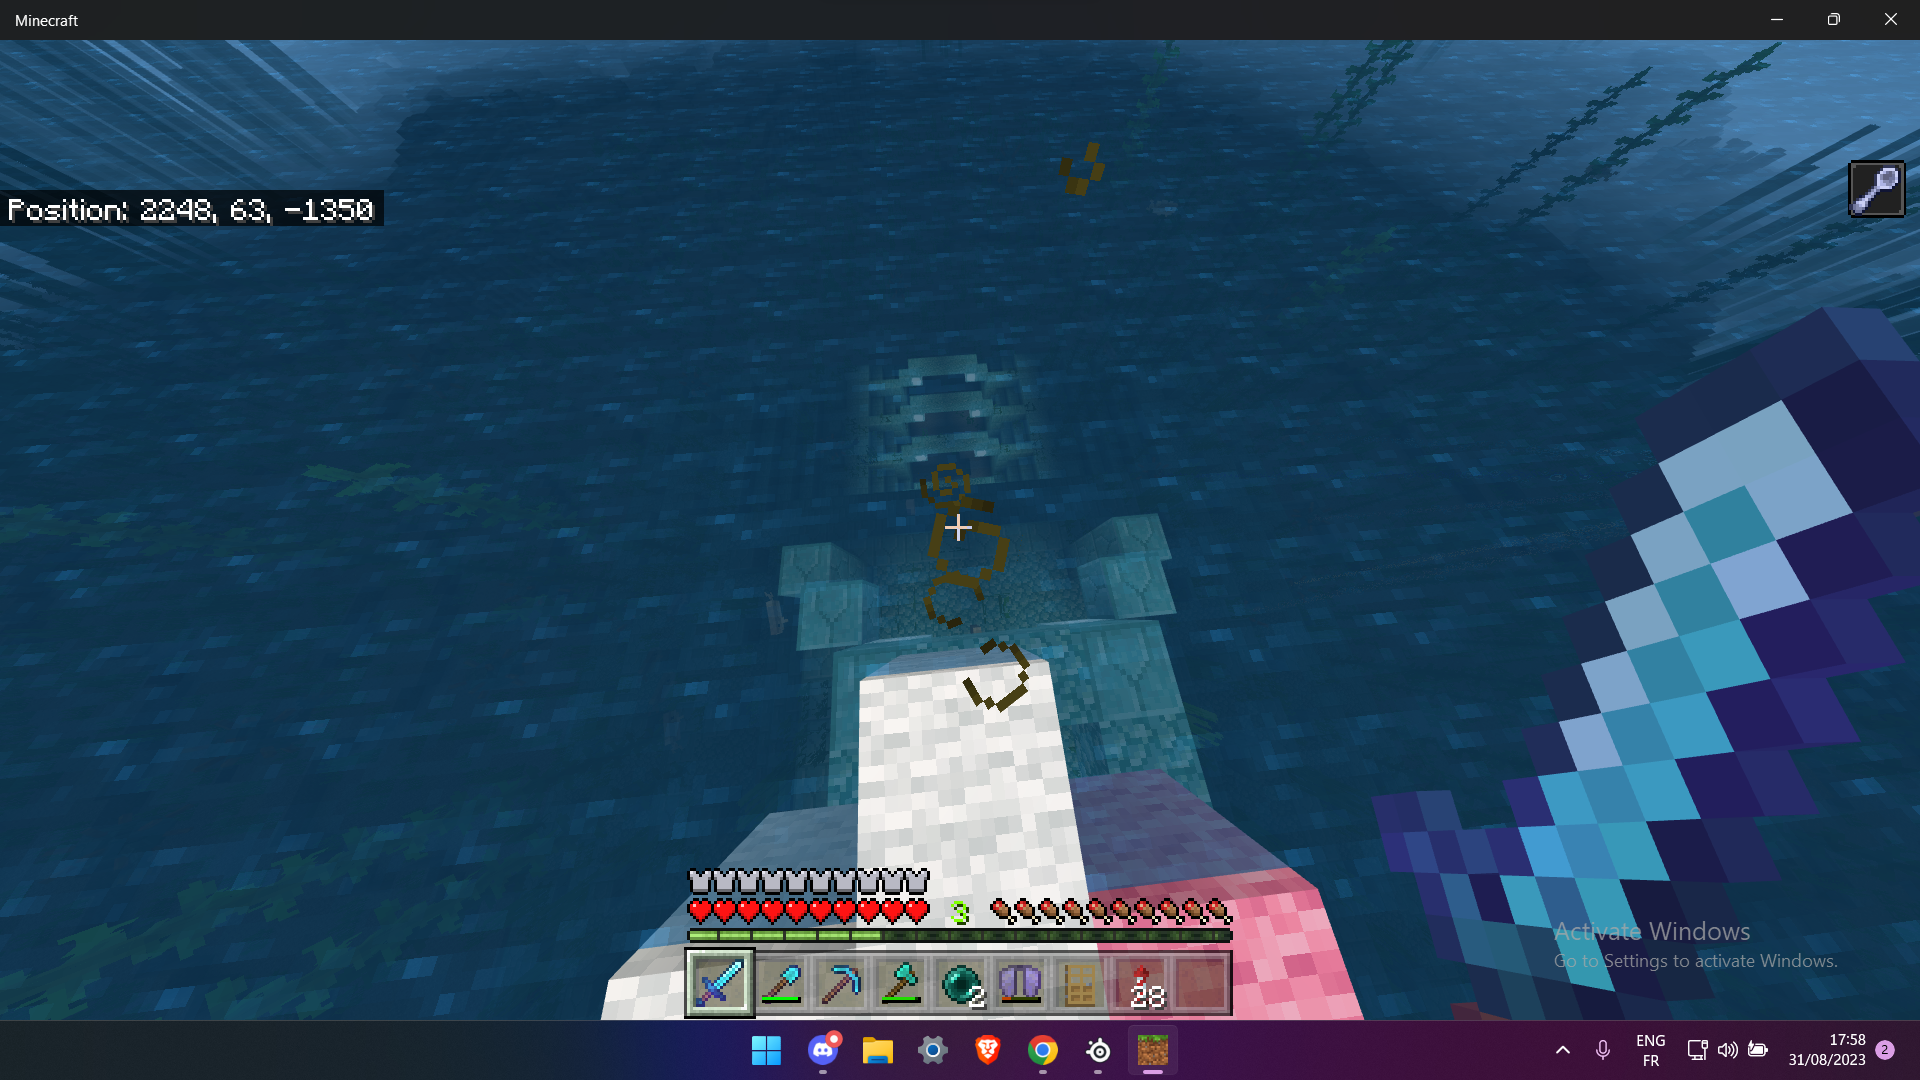 Minecraft
Position: 2248, 63, -1350
3
2
28
Activate Windows
Go to Settings to activate Windows.
ENG
FR
17:58
31/08/2023
2